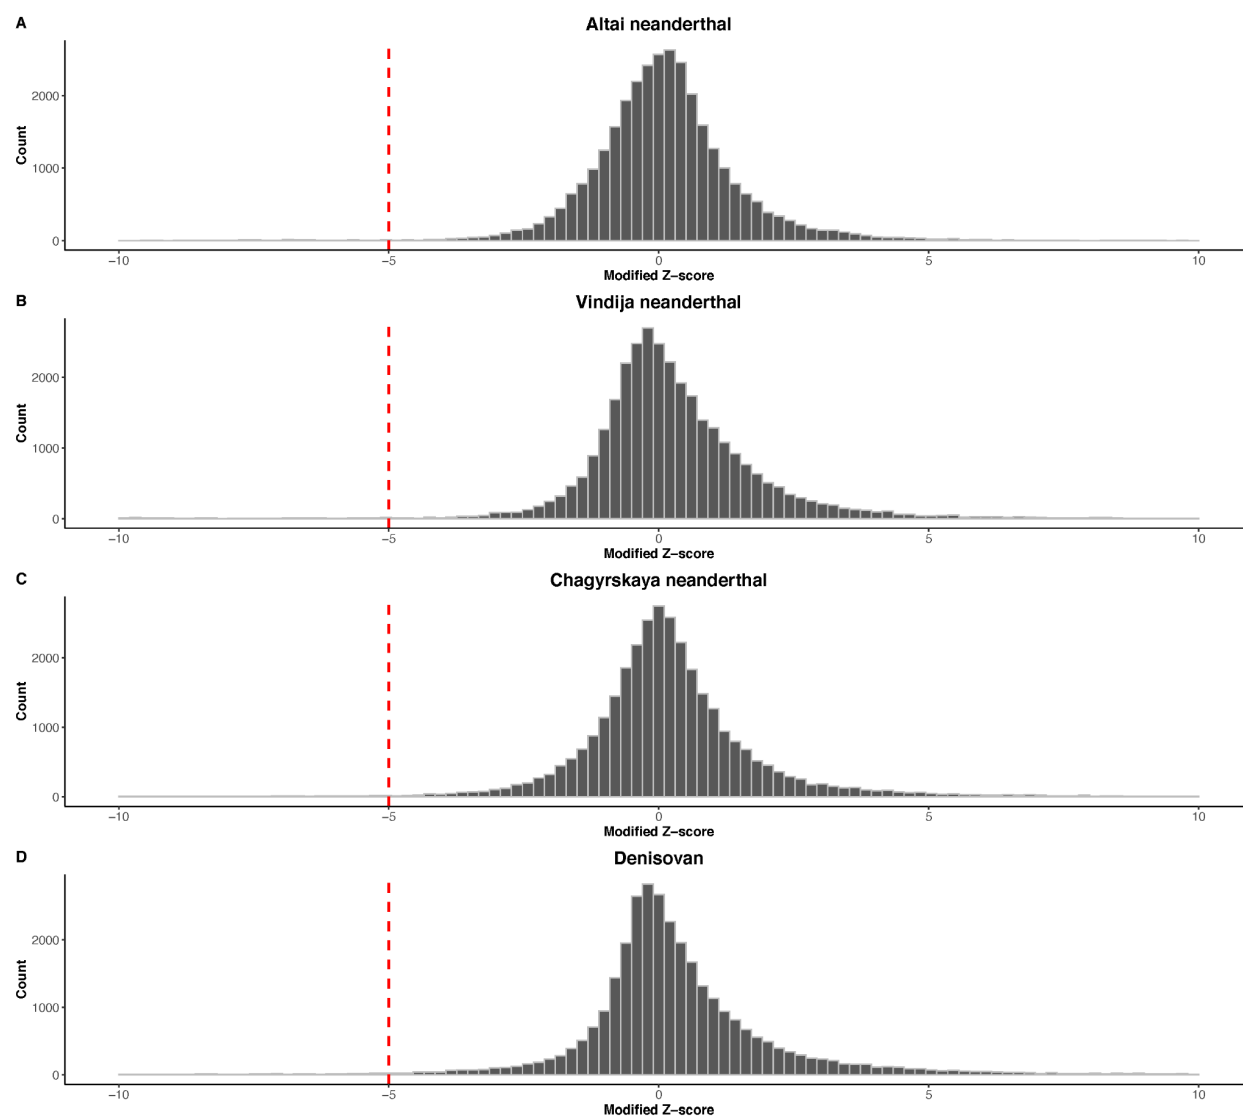 A
Altai neanderthal
2000
1000
0
Count
−10 −5 0 5 10
Modified Z−score
B
Vindija neanderthal
2000
1000
0
Count
−10 −5 0 5 10
Modified Z−score
C
Chagyrskaya neanderthal
2000
1000
0
Count
−10 −5 0 5 10
Modified Z−score
D
Denisovan
2000
1000
0
Count
−10 −5 0 5 10
Modified Z−score